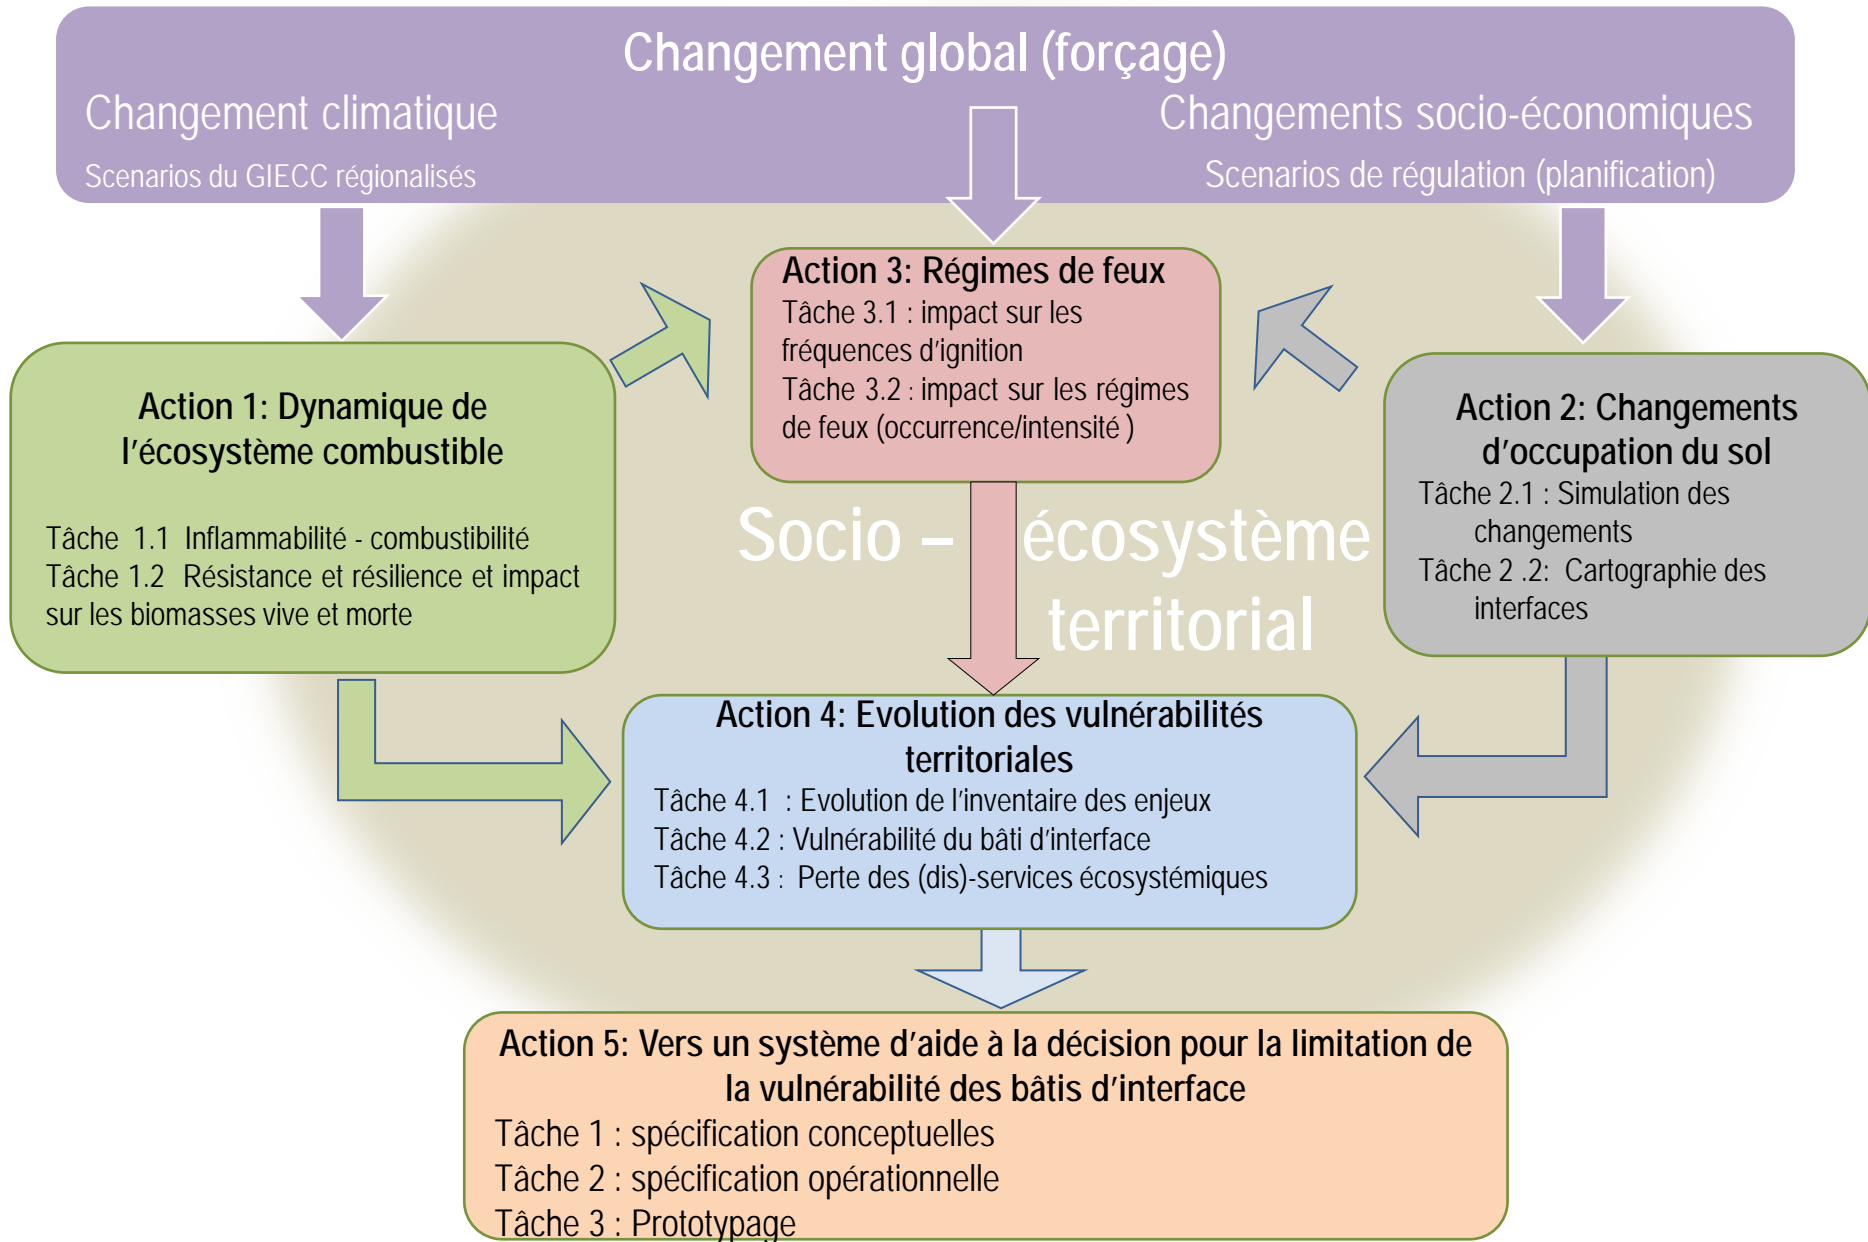 Changement global (forçage)
Changement climatique
Scenarios du GIECC régionalisés
Changements socio-économiques
Scenarios de régulation (planification)
Action 3: Régimes de feux
Tâche 3.1 : impact sur les
fréquences d'ignition
Tâche 3.2 : impact sur les régimes
de feux (occurrence/intensité )
Action 1: Dynamique de
l'écosystème combustible
Tâche 1.1 Inflammabilité - combustibilité
Tâche 1.2 Résistance et résilience et impact
sur les biomasses vive et morte
Action 2: Changements
d'occupation du sol
Tâche 2.1 : Simulation des
changements
Tâche 2 .2: Cartographie des
interfaces
Socio – écosystème
territorial
Action 4: Evolution des vulnérabilités
territoriales
Tâche 4.1 : Evolution de l'inventaire des enjeux
Tâche 4.2 : Vulnérabilité du bâti d'interface
Tâche 4.3 : Perte des (dis)-services écosystémiques
Action 5: Vers un système d'aide à la décision pour la limitation de
la vulnérabilité des bâtis d'interface
Tâche 1 : spécification conceptuelles
Tâche 2 : spécification opérationnelle
Tâche 3 : Prototypage